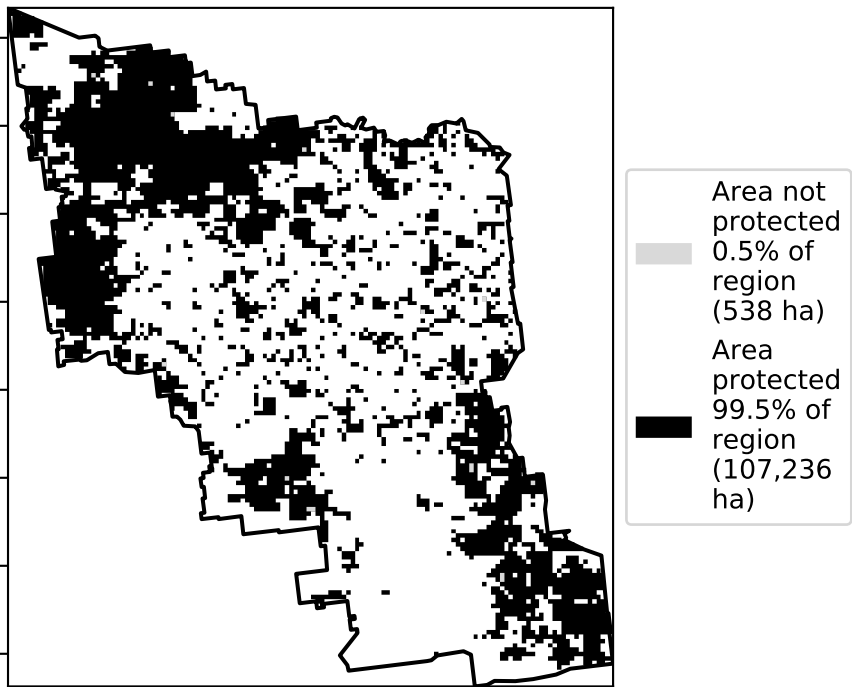 Area not
protected
0.5% of
region
(538 ha)
Area
protected
99.5% of
region
(107,236
ha)